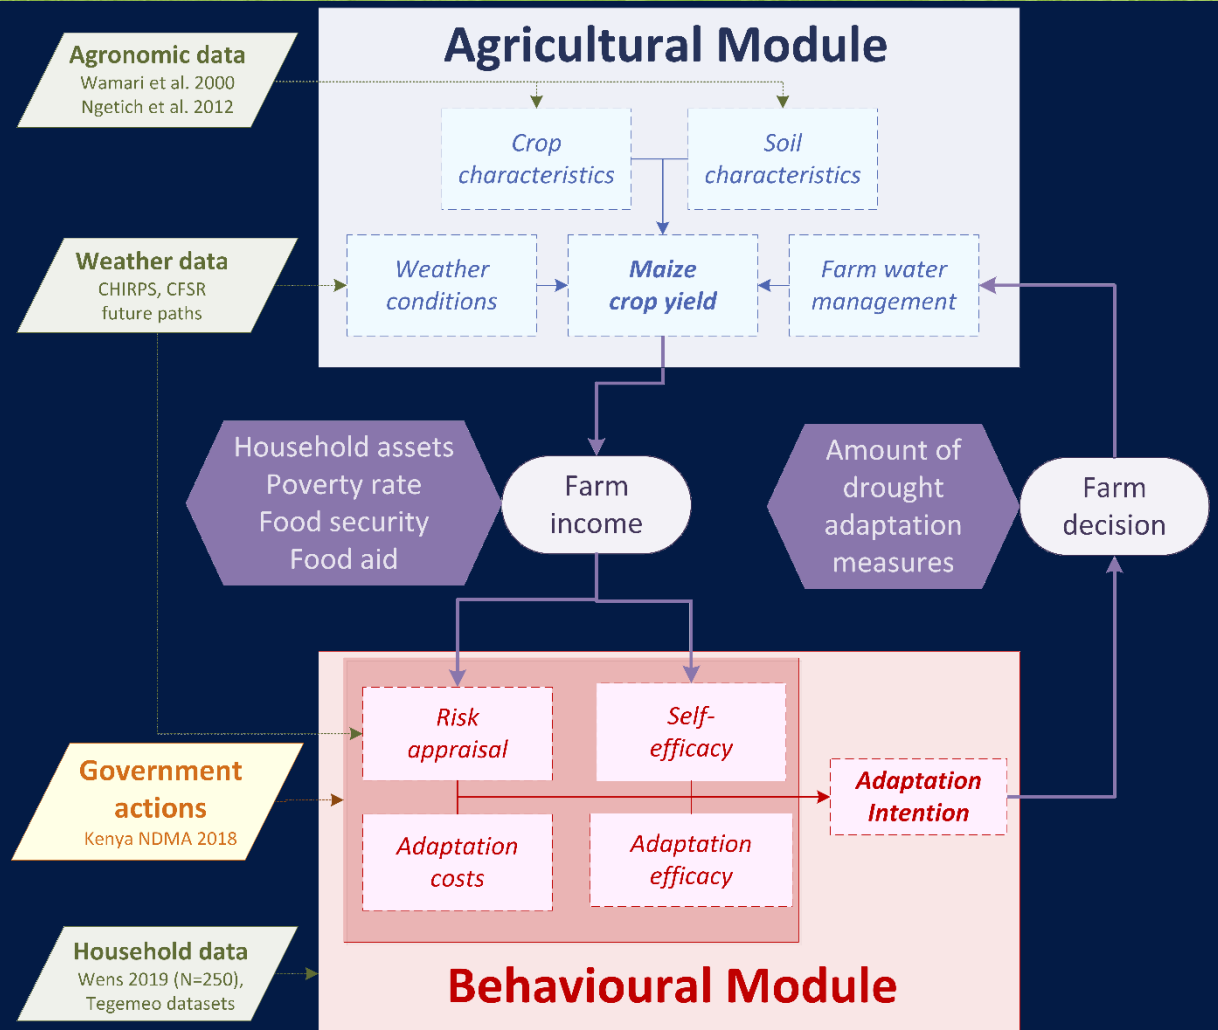 Agricultural Module
Agronomic data
Wamari et al. 2000
Ngetich et al. 2012
Crop
characteristics
Soil
characteristics
Weather data
CHIRPS, CFSR
future paths
Weather
conditions
Maize
crop yield
Farm water
management
Household assets
Poverty rate
Food security
Food aid
Farm
income
Amount of
drought
adaptation
measures
Farm
decision
Risk
appraisal
Self-
efficacy
Government
actions
Kenya NDMA 2018
Adaptation
Intention
Adaptation
costs
Adaptation
efficacy
Household data
Wens 2019 (N=250),
Tegemeo datasets
Behavioural Module